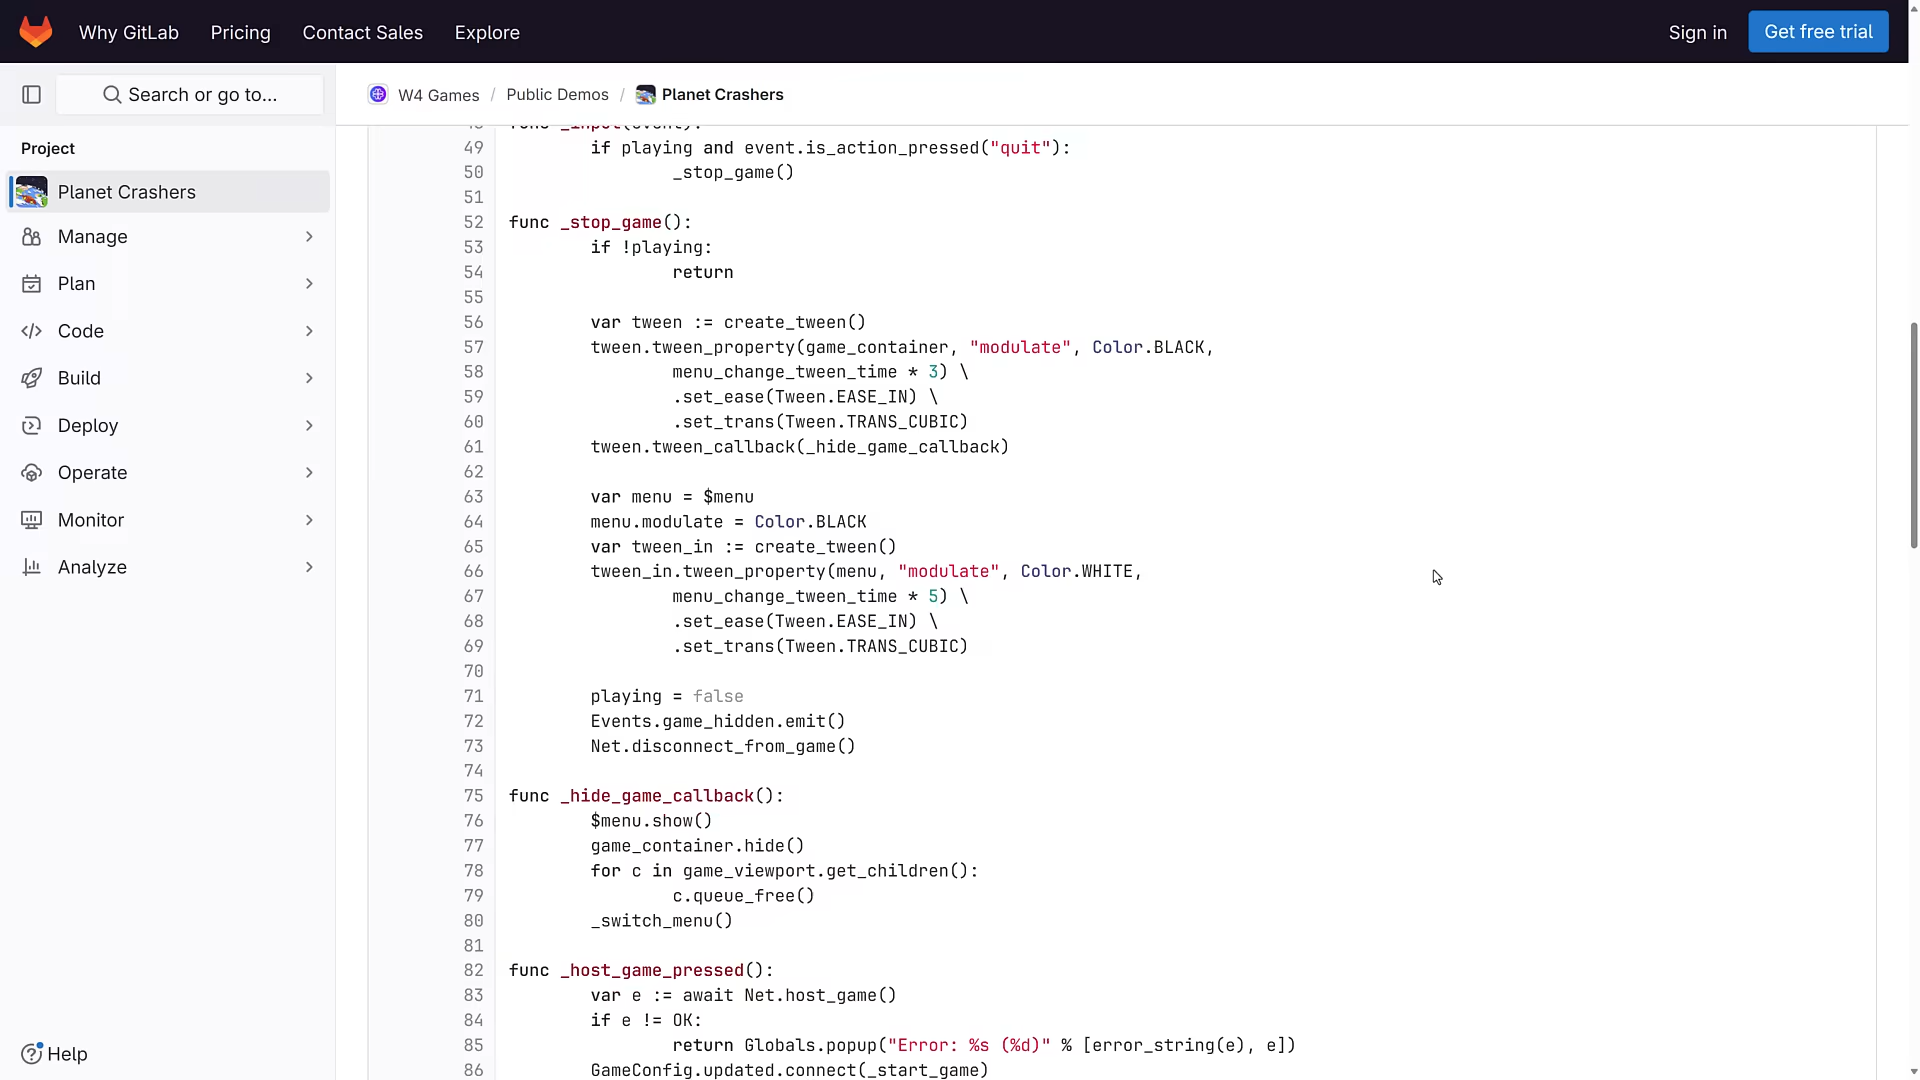 Why GitLab
Pricing
Contact Sales
Explore
Sign in
Get free trial
Search or go to...
W4 Games / Public Demos / Planet Crashers
Project
Planet Crashers
Manage
Plan
Code
Build
Deploy
Operate
Monitor
Analyze
Help
48 func _input(event):
49 if playing and event.is_action_pressed("quit"):
50 _stop_game()
51
52 func _stop_game():
53 if !playing:
54 return
55
56 var tween := create_tween()
57 tween.tween_property(game_container, "modulate", Color.BLACK,
58 menu_change_tween_time * 3) \
59 .set_ease(Tween.EASE_IN) \
60 .set_trans(Tween.TRANS_CUBIC)
61 tween.tween_callback(_hide_game_callback)
62
63 var menu = $menu
64 menu.modulate = Color.BLACK
65 var tween_in := create_tween()
66 tween_in.tween_property(menu, "modulate", Color.WHITE,
67 menu_change_tween_time * 5) \
68 .set_ease(Tween.EASE_IN) \
69 .set_trans(Tween.TRANS_CUBIC)
70
71 playing = false
72 Events.game_hidden.emit()
73 Net.disconnect_from_game()
74
75 func _hide_game_callback():
76 $menu.show()
77 game_container.hide()
78 for c in game_viewport.get_children():
79 c.queue_free()
80 _switch_menu()
81
82 func _host_game_pressed():
83 var e := await Net.host_game()
84 if e != OK:
85 return Globals.popup("Error: %s (%d)" % [error_string(e), e])
86 GameConfig.updated.connect(_start_game)